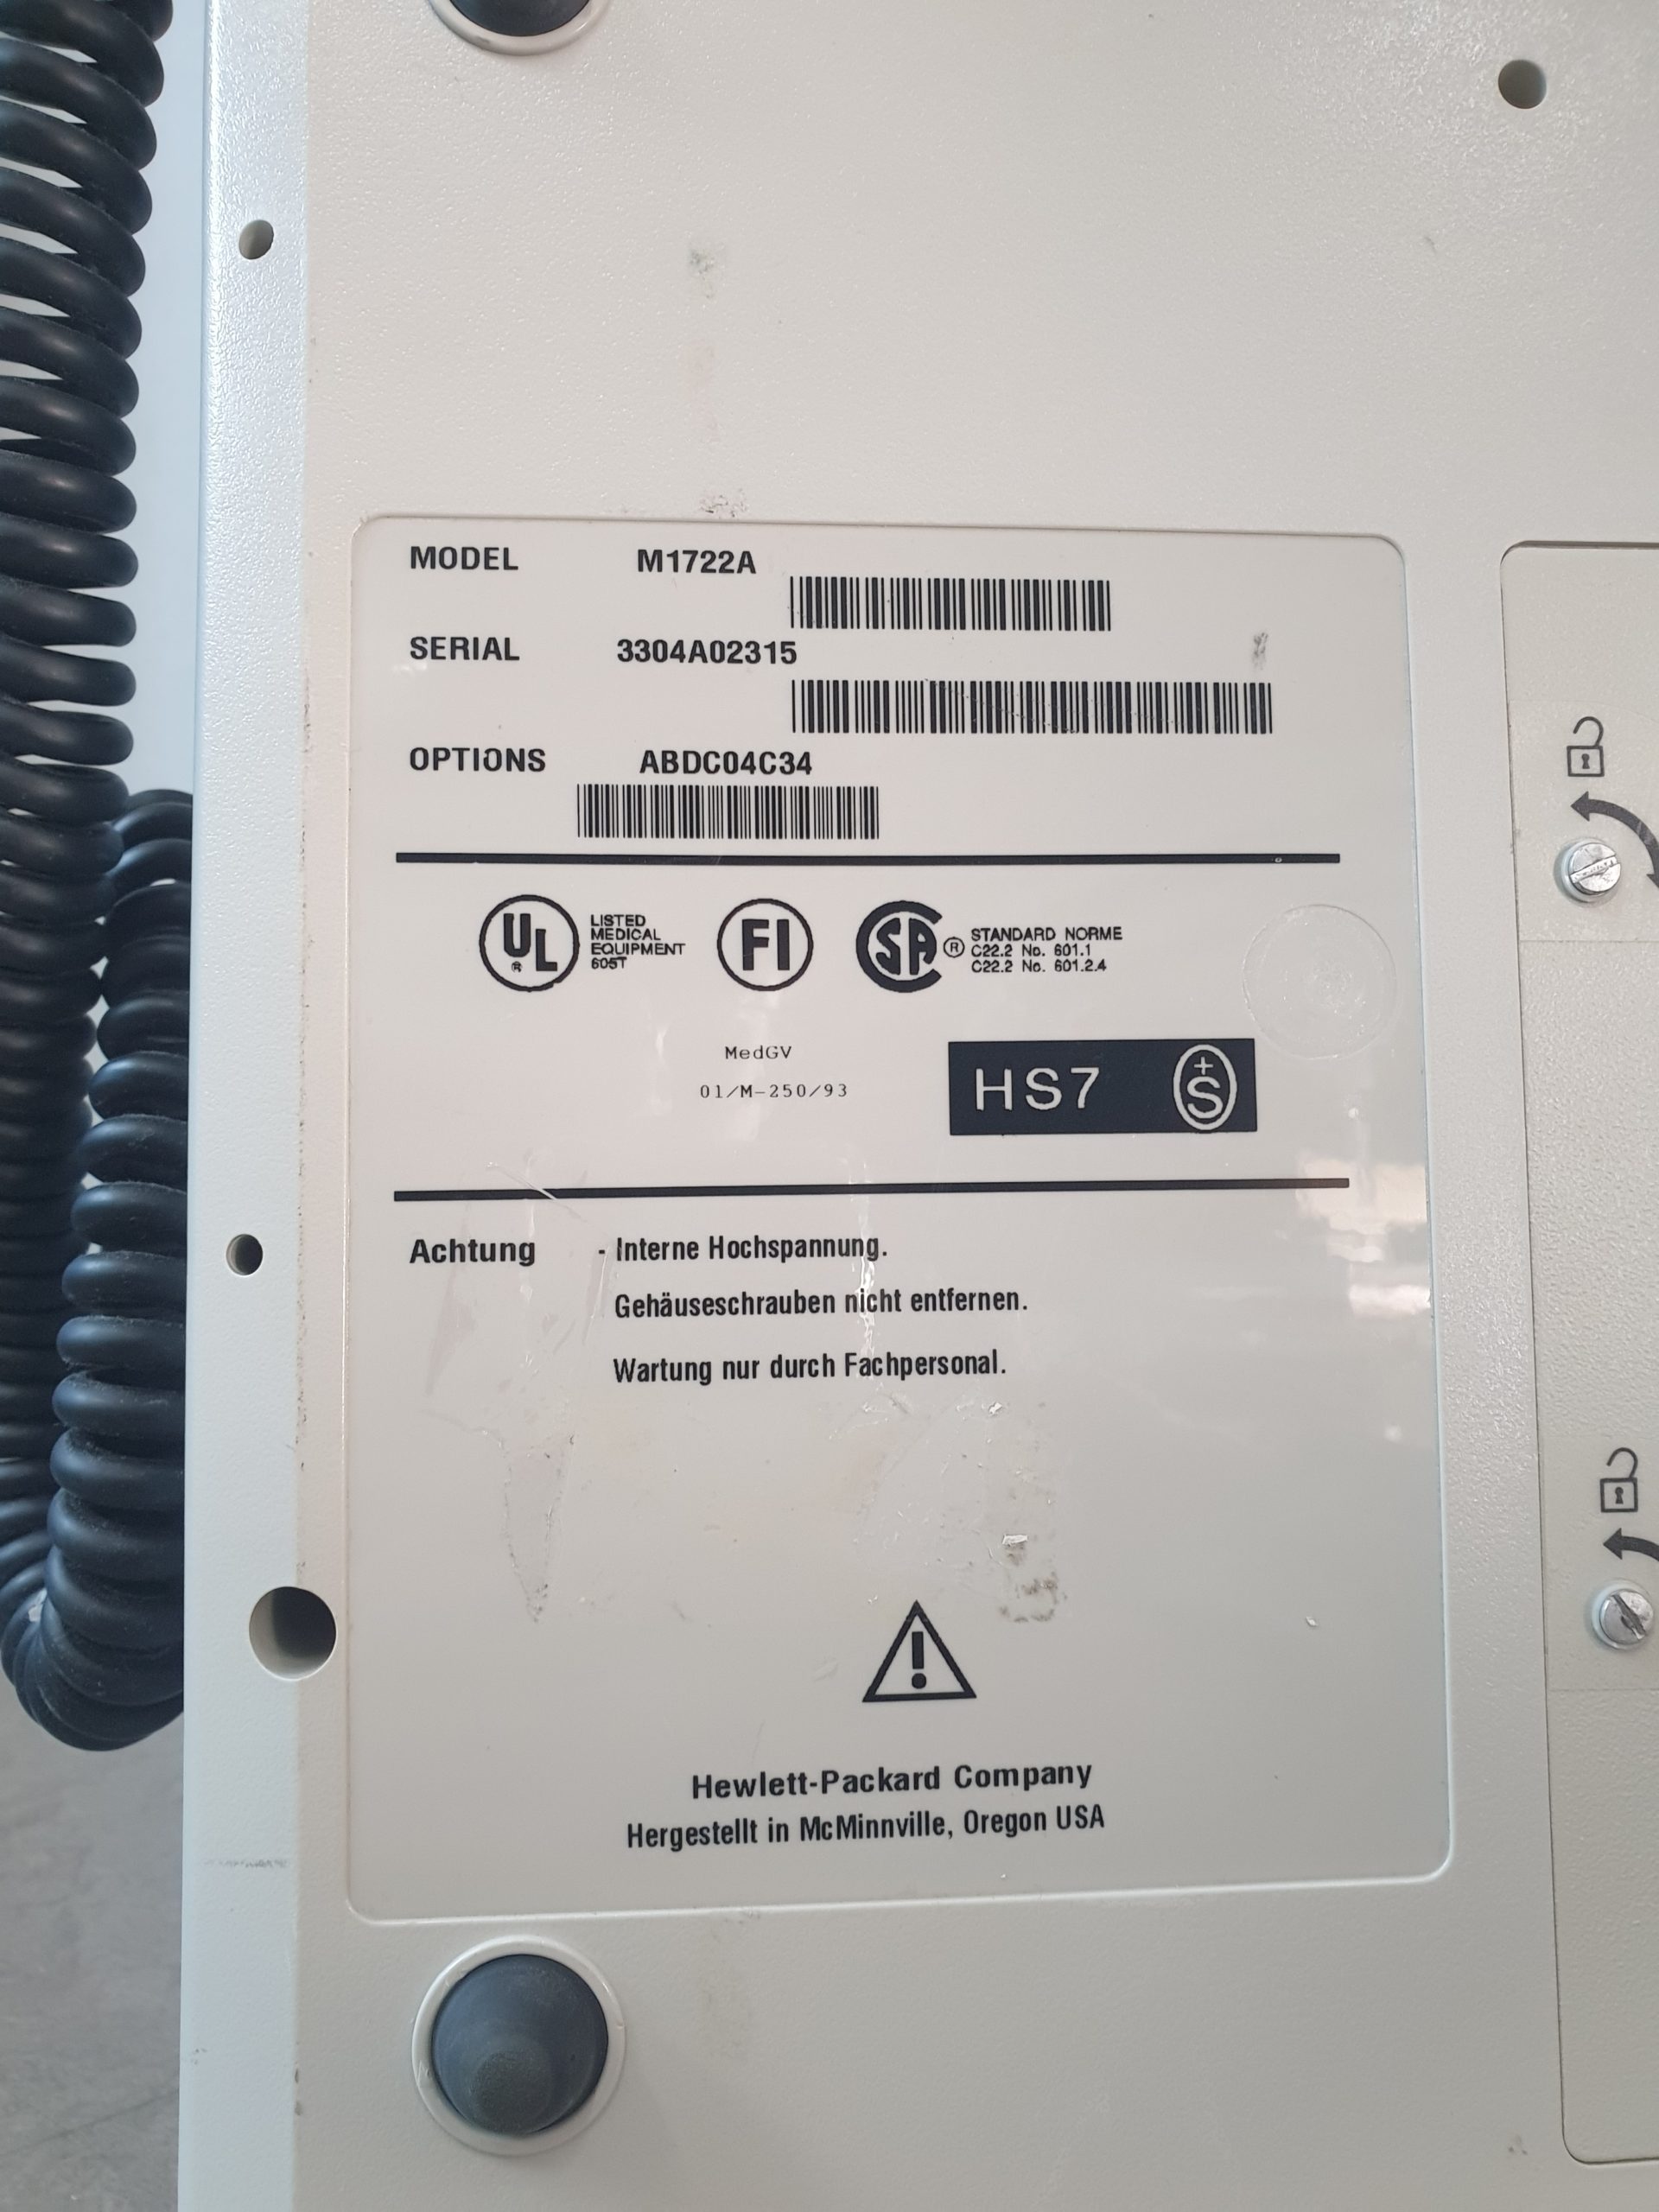 MODEL M1722A
SERIAL 3304A02315
OPTIONS ABDC04C34
UL ® LISTED
MEDICAL
EQUIPMENT
605T
FI
SA ® STANDARD NORME
C22.2 No. 601.1
C22.2 No. 601.2.4
MedGV
01/M-250/93
HS7 +S
Achtung - Interne Hochspannung.
Gehäuseschrauben nicht entfernen.
Wartung nur durch Fachpersonal.
!
Hewlett-Packard Company
Hergestellt in McMinnville, Oregon USA